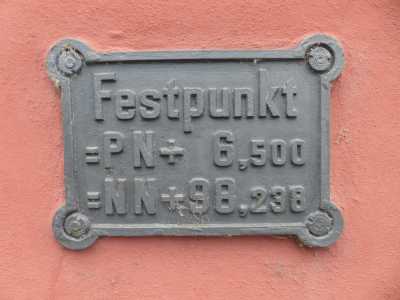 Festpunkt
=PN+ 6,500
=NN+98,238